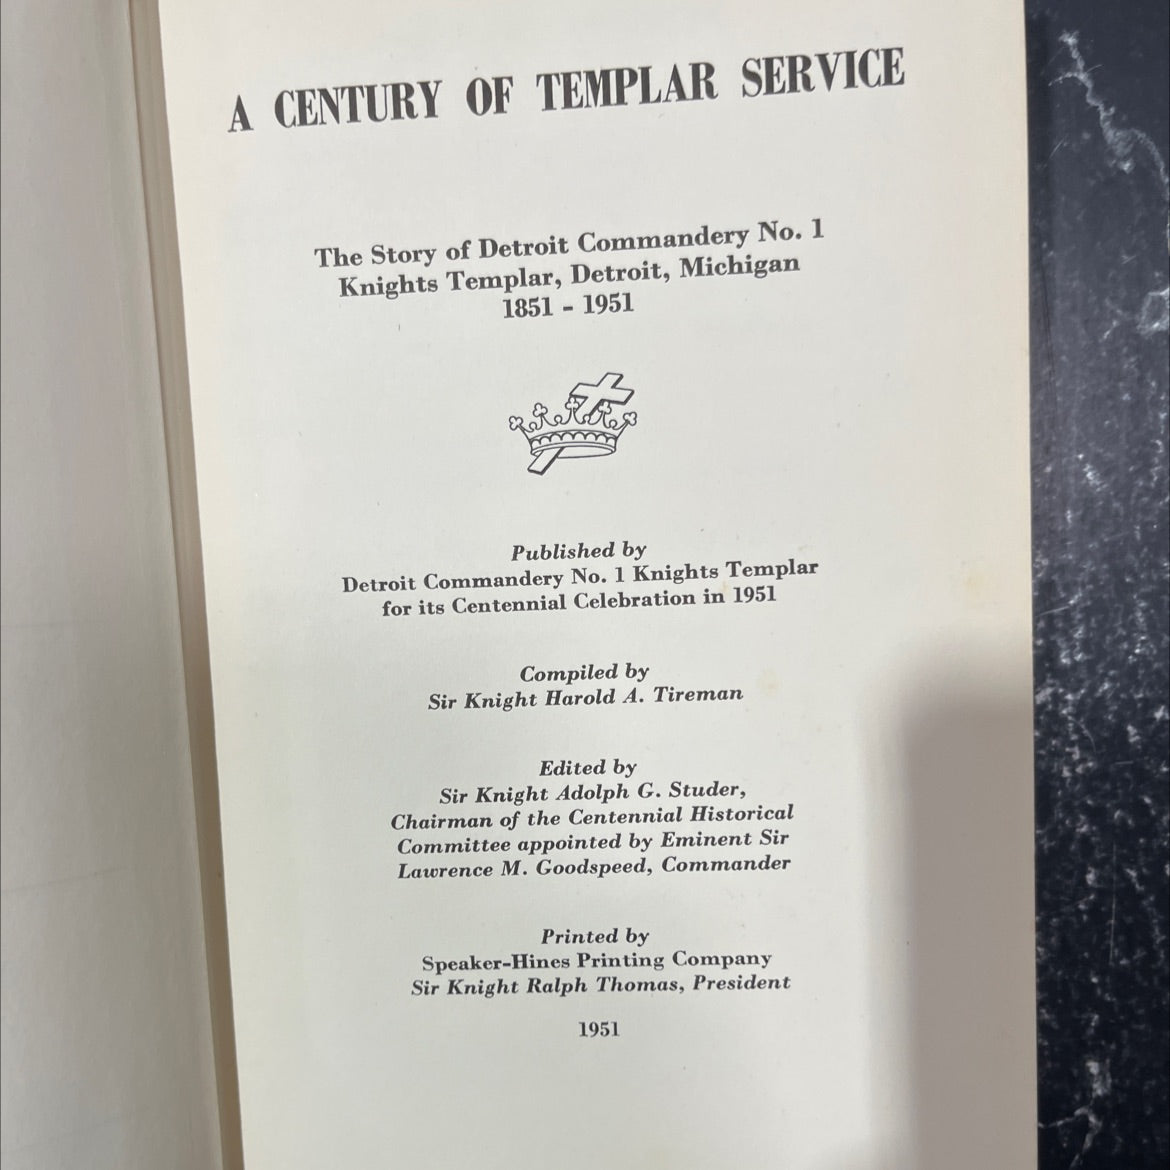 A CENTURY OF TEMPLAR SERVICE
The Story of Detroit Commandery No. 1
Knights Templar, Detroit, Michigan
1851 - 1951
Published by
Detroit Commandery No. 1 Knights Templar
for its Centennial Celebration in 1951
Compiled by
Sir Knight Harold A. Tireman
Edited by
Sir Knight Adolph G. Studer,
Chairman of the Centennial Historical
Committee appointed by Eminent Sir
Lawrence M. Goodspeed, Commander
Printed by
Speaker-Hines Printing Company
Sir Knight Ralph Thomas, President
1951